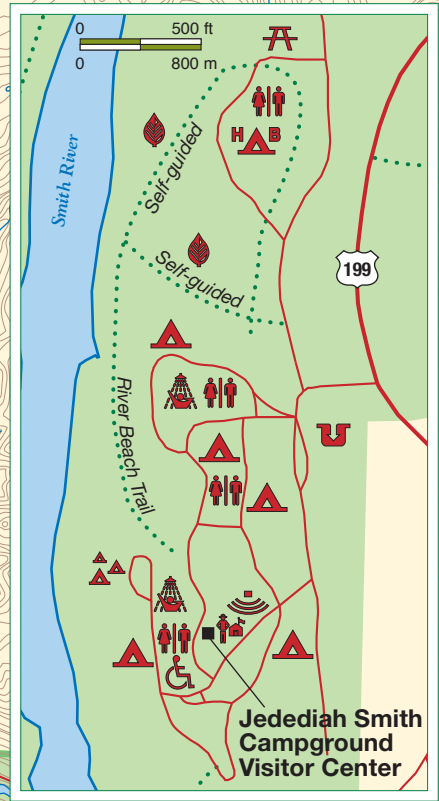 0 500 ft
0 800 m
Smith River
Self-guided
H B
199
Self-guided
River Beach Trail
Jedediah Smith
Campground
Visitor Center